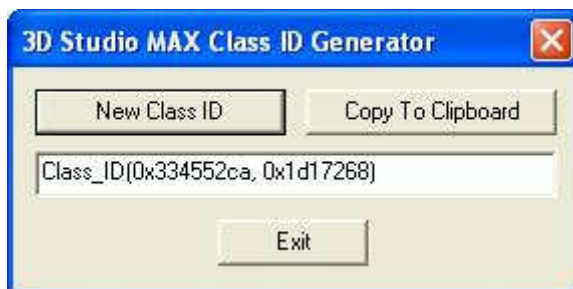 3D Studio MAX Class ID Generator
New Class ID Copy To Clipboard
Class_ID(0x334552ca, 0x1d17268)
Exit